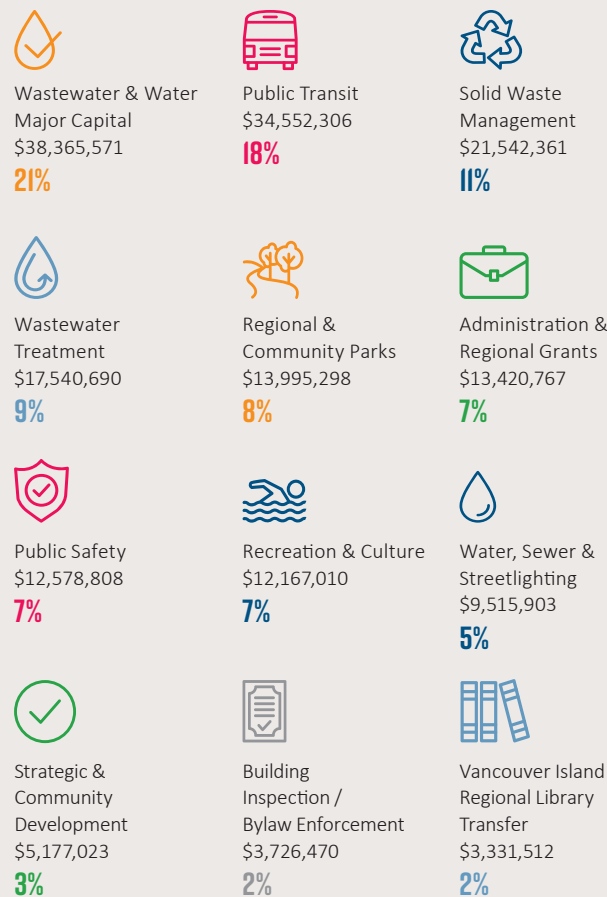 Wastewater & Water
Major Capital
$38,365,571
21%
Public Transit
$34,552,306
18%
Solid Waste
Management
$21,542,361
11%
Wastewater
Treatment
$17,540,690
9%
Regional &
Community Parks
$13,995,298
8%
Administration &
Regional Grants
$13,420,767
7%
Public Safety
$12,578,808
7%
Recreation & Culture
$12,167,010
7%
Water, Sewer &
Streetlighting
$9,515,903
5%
Strategic &
Community
Development
$5,177,023
3%
Building
Inspection /
Bylaw Enforcement
$3,726,470
2%
Vancouver Island
Regional Library
Transfer
$3,331,512
2%